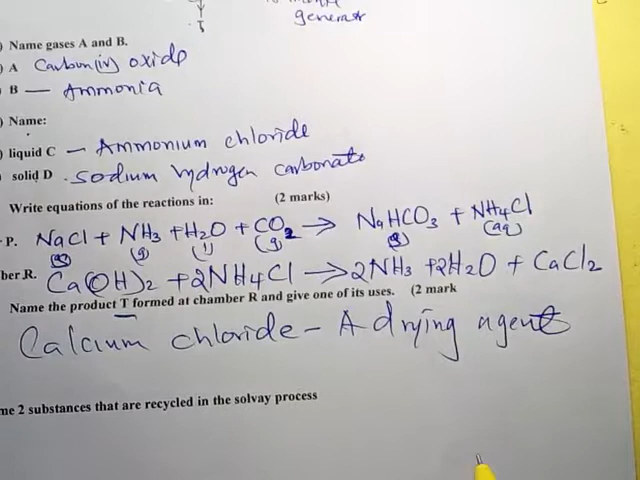 generator
) Name gases A and B.
) A Carbon(iv) oxide
B — Ammonia
) Name:
) liquid C – Ammonium chloride
solid D . sodium hydrogen carbonate
Write equations of the reactions in: (2 marks)
P. NaCl + NH3 + H2O + CO2 → NaHCO3 + NH4Cl
(g) (l) (g) (s) (aq)
ber R. Ca(OH)2 + 2NH4Cl → 2NH3 + 2H2O + CaCl2
Name the product T formed at chamber R and give one of its uses. (2 mark
Calcium chloride – A drying agent
me 2 substances that are recycled in the solvay process